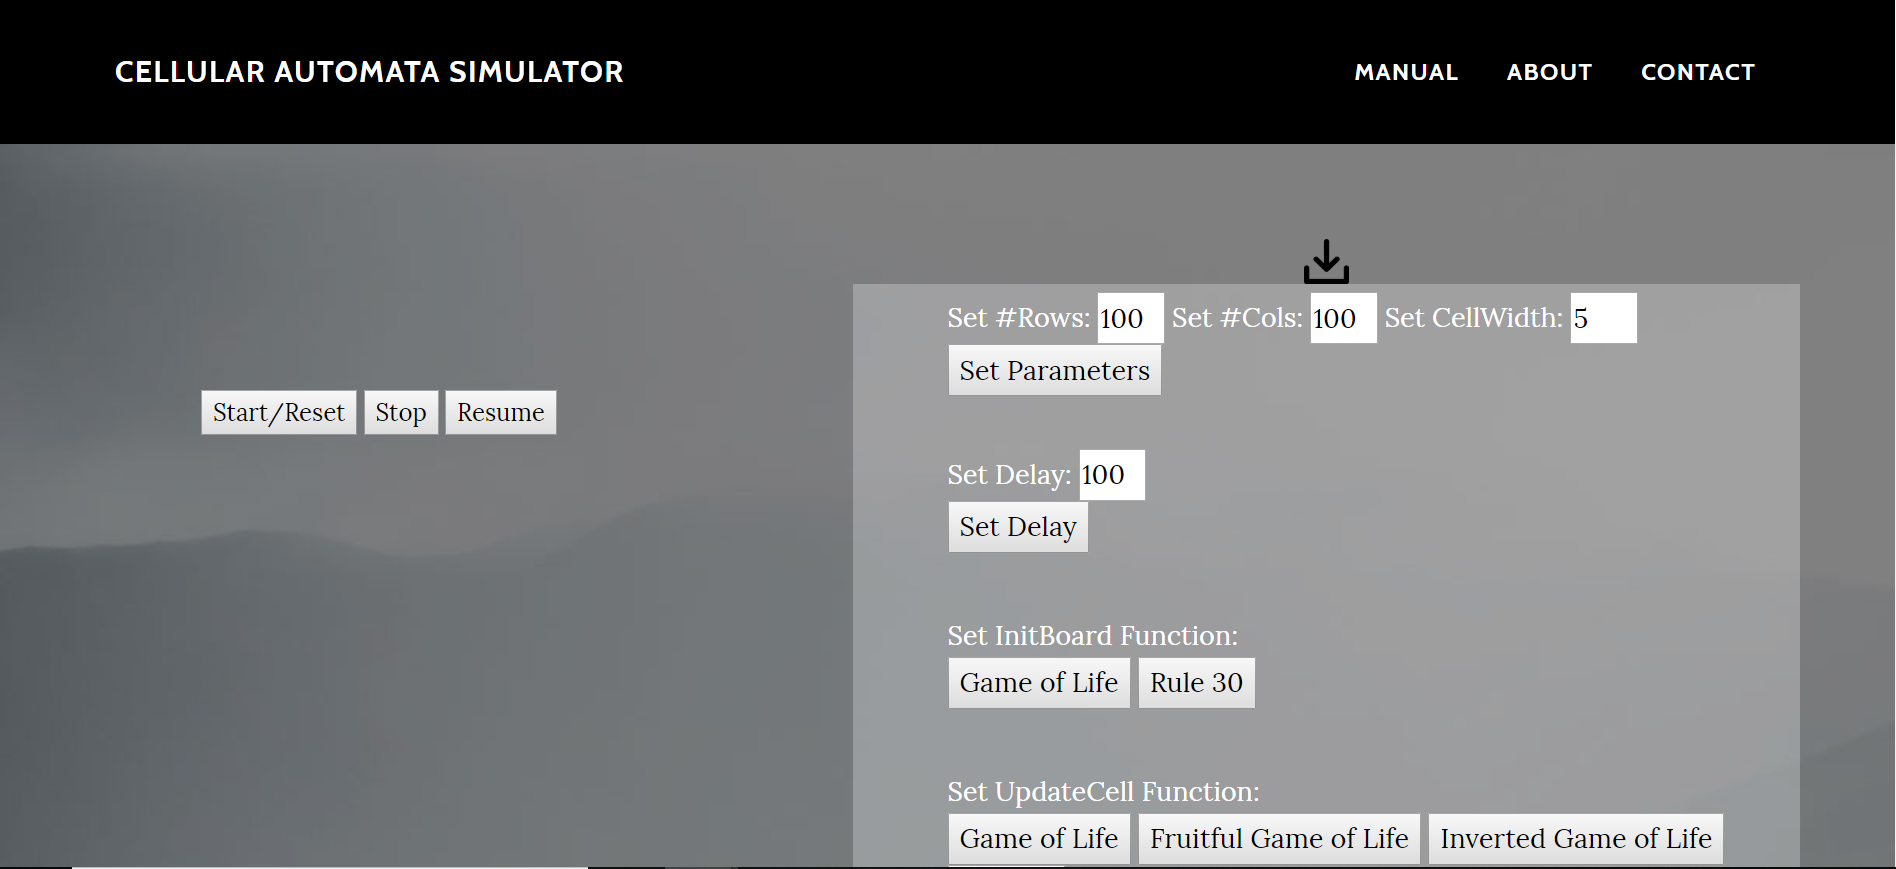 CELLULAR AUTOMATA SIMULATOR
MANUAL ABOUT CONTACT
Start/Reset Stop Resume
Set #Rows: 100 Set #Cols: 100 Set CellWidth: 5
Set Parameters
Set Delay: 100
Set Delay
Set InitBoard Function:
Game of Life Rule 30
Set UpdateCell Function:
Game of Life Fruitful Game of Life Inverted Game of Life